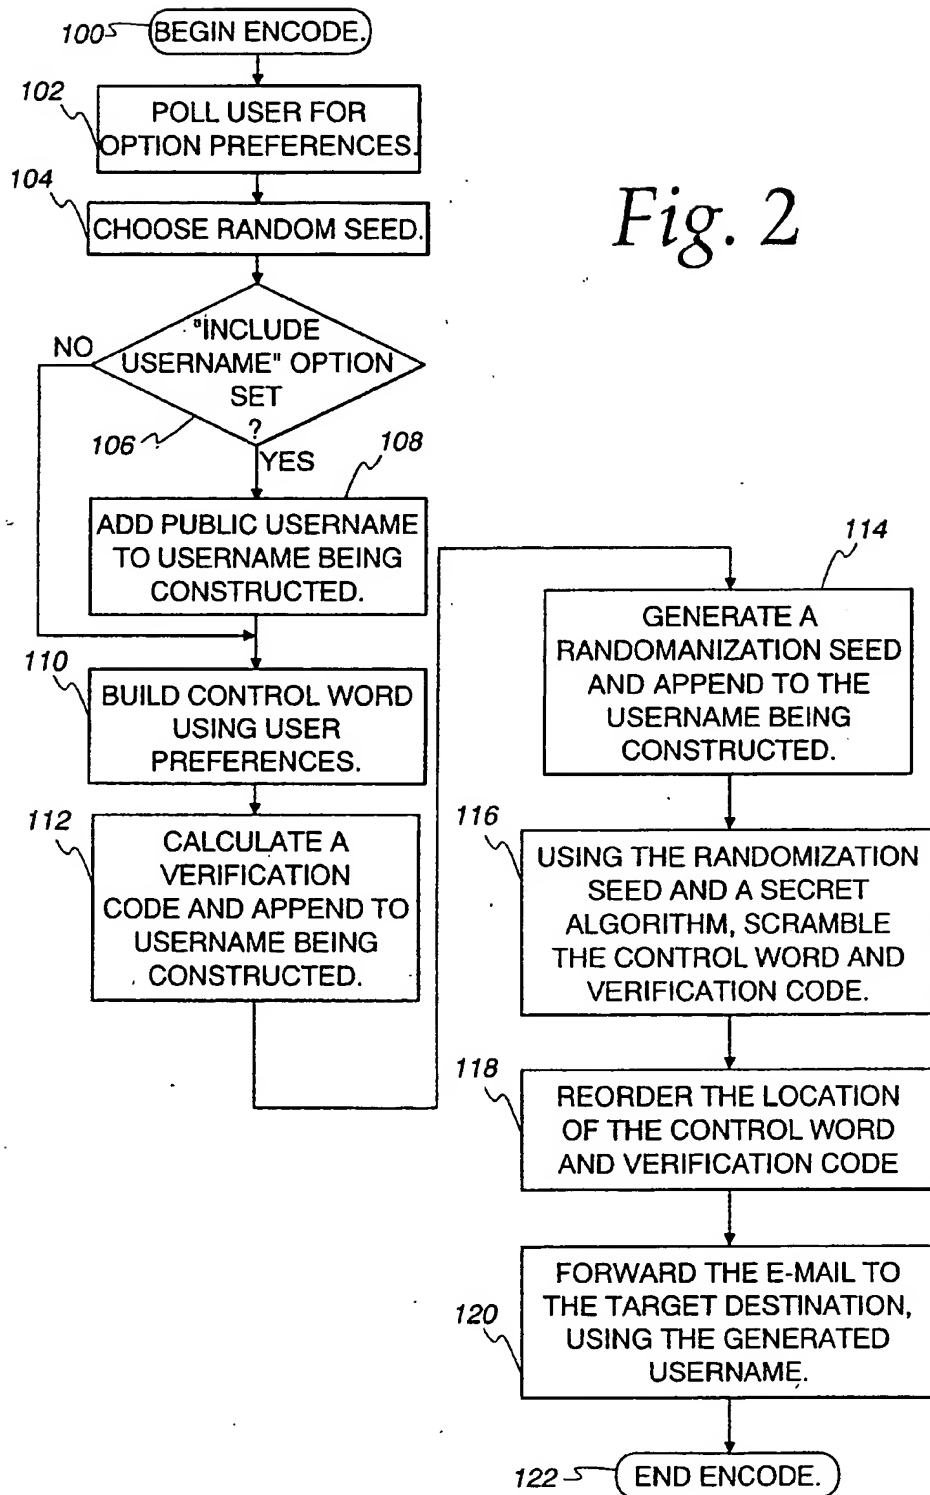 100
BEGIN ENCODE.
102
POLL USER FOR
OPTION PREFERENCES.
104
CHOOSE RANDOM SEED.
Fig. 2
"INCLUDE
USERNAME" OPTION
SET
?
NO
106
YES
108
ADD PUBLIC USERNAME
TO USERNAME BEING
CONSTRUCTED.
110
BUILD CONTROL WORD
USING USER
PREFERENCES.
112
CALCULATE A
VERIFICATION
CODE AND APPEND TO
USERNAME BEING
CONSTRUCTED.
114
GENERATE A
RANDOMANIZATION SEED
AND APPEND TO THE
USERNAME BEING
CONSTRUCTED.
116
USING THE RANDOMIZATION
SEED AND A SECRET
ALGORITHM, SCRAMBLE
THE CONTROL WORD AND
VERIFICATION CODE.
118
REORDER THE LOCATION
OF THE CONTROL WORD
AND VERIFICATION CODE
120
FORWARD THE E-MAIL TO
THE TARGET DESTINATION,
USING THE GENERATED
USERNAME.
122
END ENCODE.